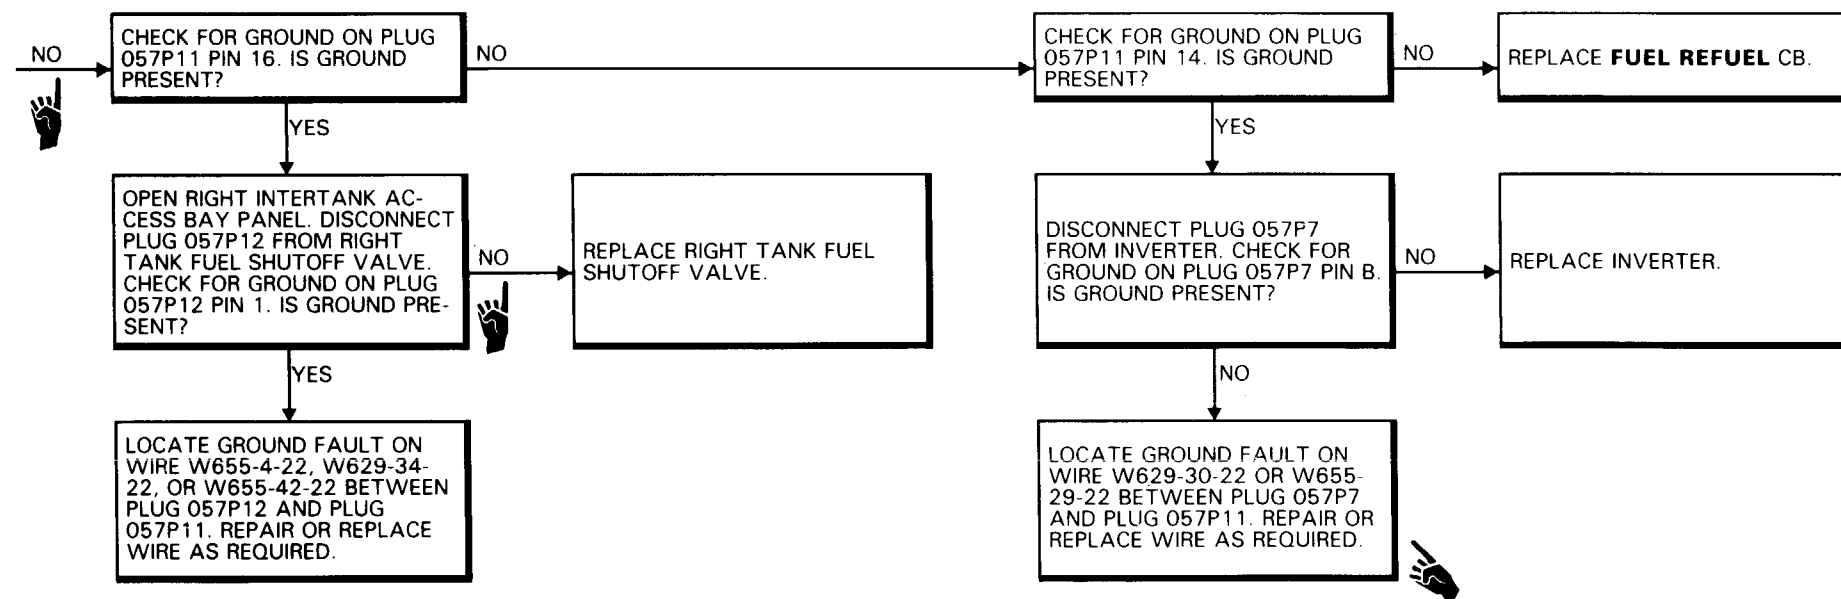 NO
CHECK FOR GROUND ON PLUG
057P11 PIN 16. IS GROUND
PRESENT?
NO
CHECK FOR GROUND ON PLUG
057P11 PIN 14. IS GROUND
PRESENT?
NO
REPLACE FUEL REFUEL CB.
YES
YES
OPEN RIGHT INTERTANK AC-
CESS BAY PANEL. DISCONNECT
PLUG 057P12 FROM RIGHT
TANK FUEL SHUTOFF VALVE.
CHECK FOR GROUND ON PLUG
057P12 PIN 1. IS GROUND PRE-
SENT?
NO
REPLACE RIGHT TANK FUEL
SHUTOFF VALVE.
DISCONNECT PLUG 057P7
FROM INVERTER. CHECK FOR
GROUND ON PLUG 057P7 PIN B.
IS GROUND PRESENT?
NO
REPLACE INVERTER.
YES
NO
LOCATE GROUND FAULT ON
WIRE W655-4-22, W629-34-
22, OR W655-42-22 BETWEEN
PLUG 057P12 AND PLUG
057P11. REPAIR OR REPLACE
WIRE AS REQUIRED.
LOCATE GROUND FAULT ON
WIRE W629-30-22 OR W655-
29-22 BETWEEN PLUG 057P7
AND PLUG 057P11. REPAIR OR
REPLACE WIRE AS REQUIRED.